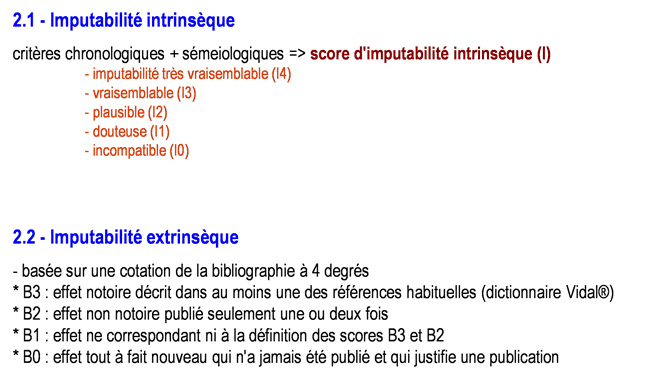 2.1 - Imputabilité intrinsèque
critères chronologiques + sémeiologiques => score d'imputabilité intrinsèque (I)
- imputabilité très vraisemblable (I4)
- vraisemblable (I3)
- plausible (I2)
- douteuse (I1)
- incompatible (I0)
2.2 - Imputabilité extrinsèque
- basée sur une cotation de la bibliographie à 4 degrés
* B3 : effet notoire décrit dans au moins une des références habituelles (dictionnaire Vidal®)
* B2 : effet non notoire publié seulement une ou deux fois
* B1 : effet ne correspondant ni à la définition des scores B3 et B2
* B0 : effet tout à fait nouveau qui n'a jamais été publié et qui justifie une publication